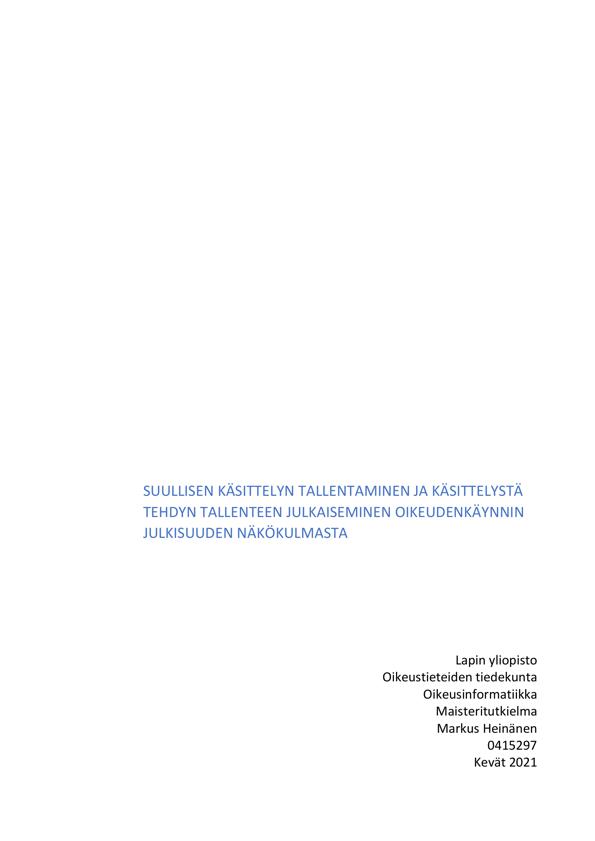 SUULLISEN KÄSITTELYN TALLENTAMINEN JA KÄSITTELYSTÄ
TEHDYN TALLENTEEN JULKAISEMINEN OIKEUDENKÄYNNIN
JULKISUUDEN NÄKÖKULMASTA
Lapin yliopisto
Oikeustieteiden tiedekunta
Oikeusinformatiikka
Maisteritutkielma
Markus Heinänen
0415297
Kevät 2021